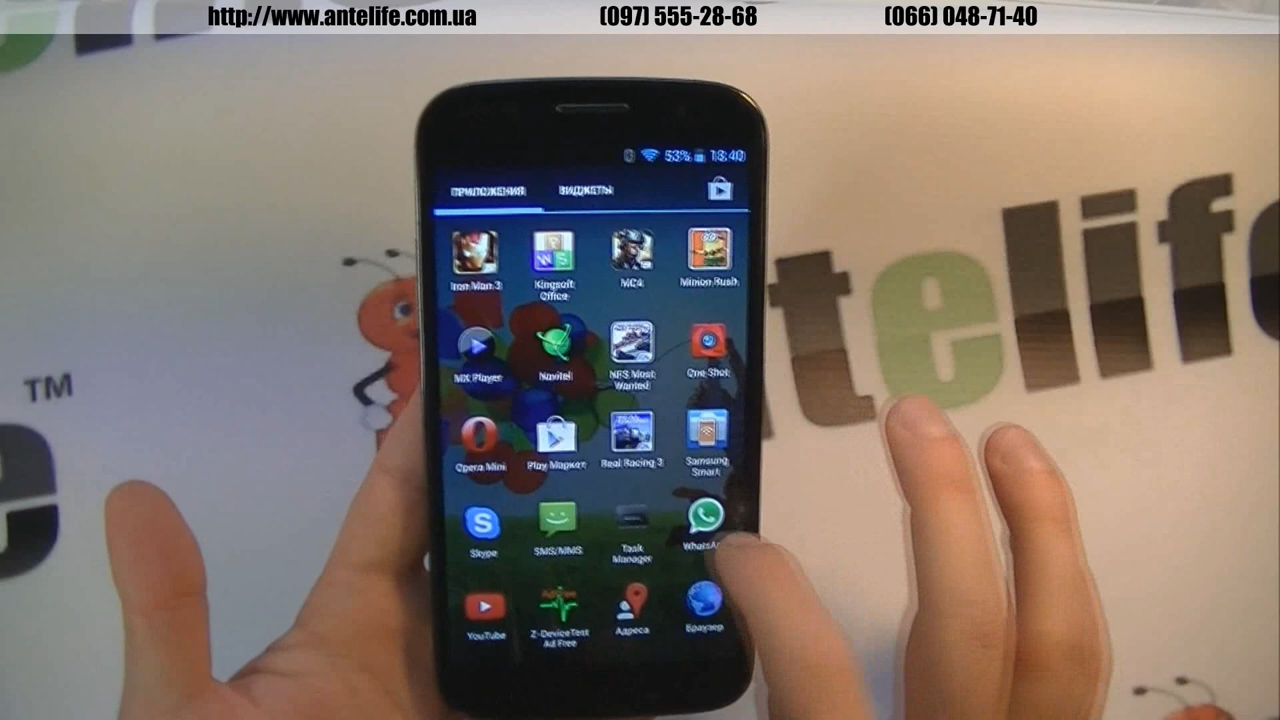 http://www.antelife.com.ua (097) 555-28-68 (066) 048-71-40
53% 18:40
ПРИЛОЖЕНИЯ ВИДЖЕТЫ
Iron Man 3 Kingsoft Office MC4 Minion Rush
MX Player Navitel NFS Most Wanted One Shot
Opera Mini Play Маркет Real Racing 3 Samsung Smart
Skype SMS/MMS Task Manager WhatsA
YouTube Z-DeviceTest Ad Free Адреса Браузер
TM
e
telife